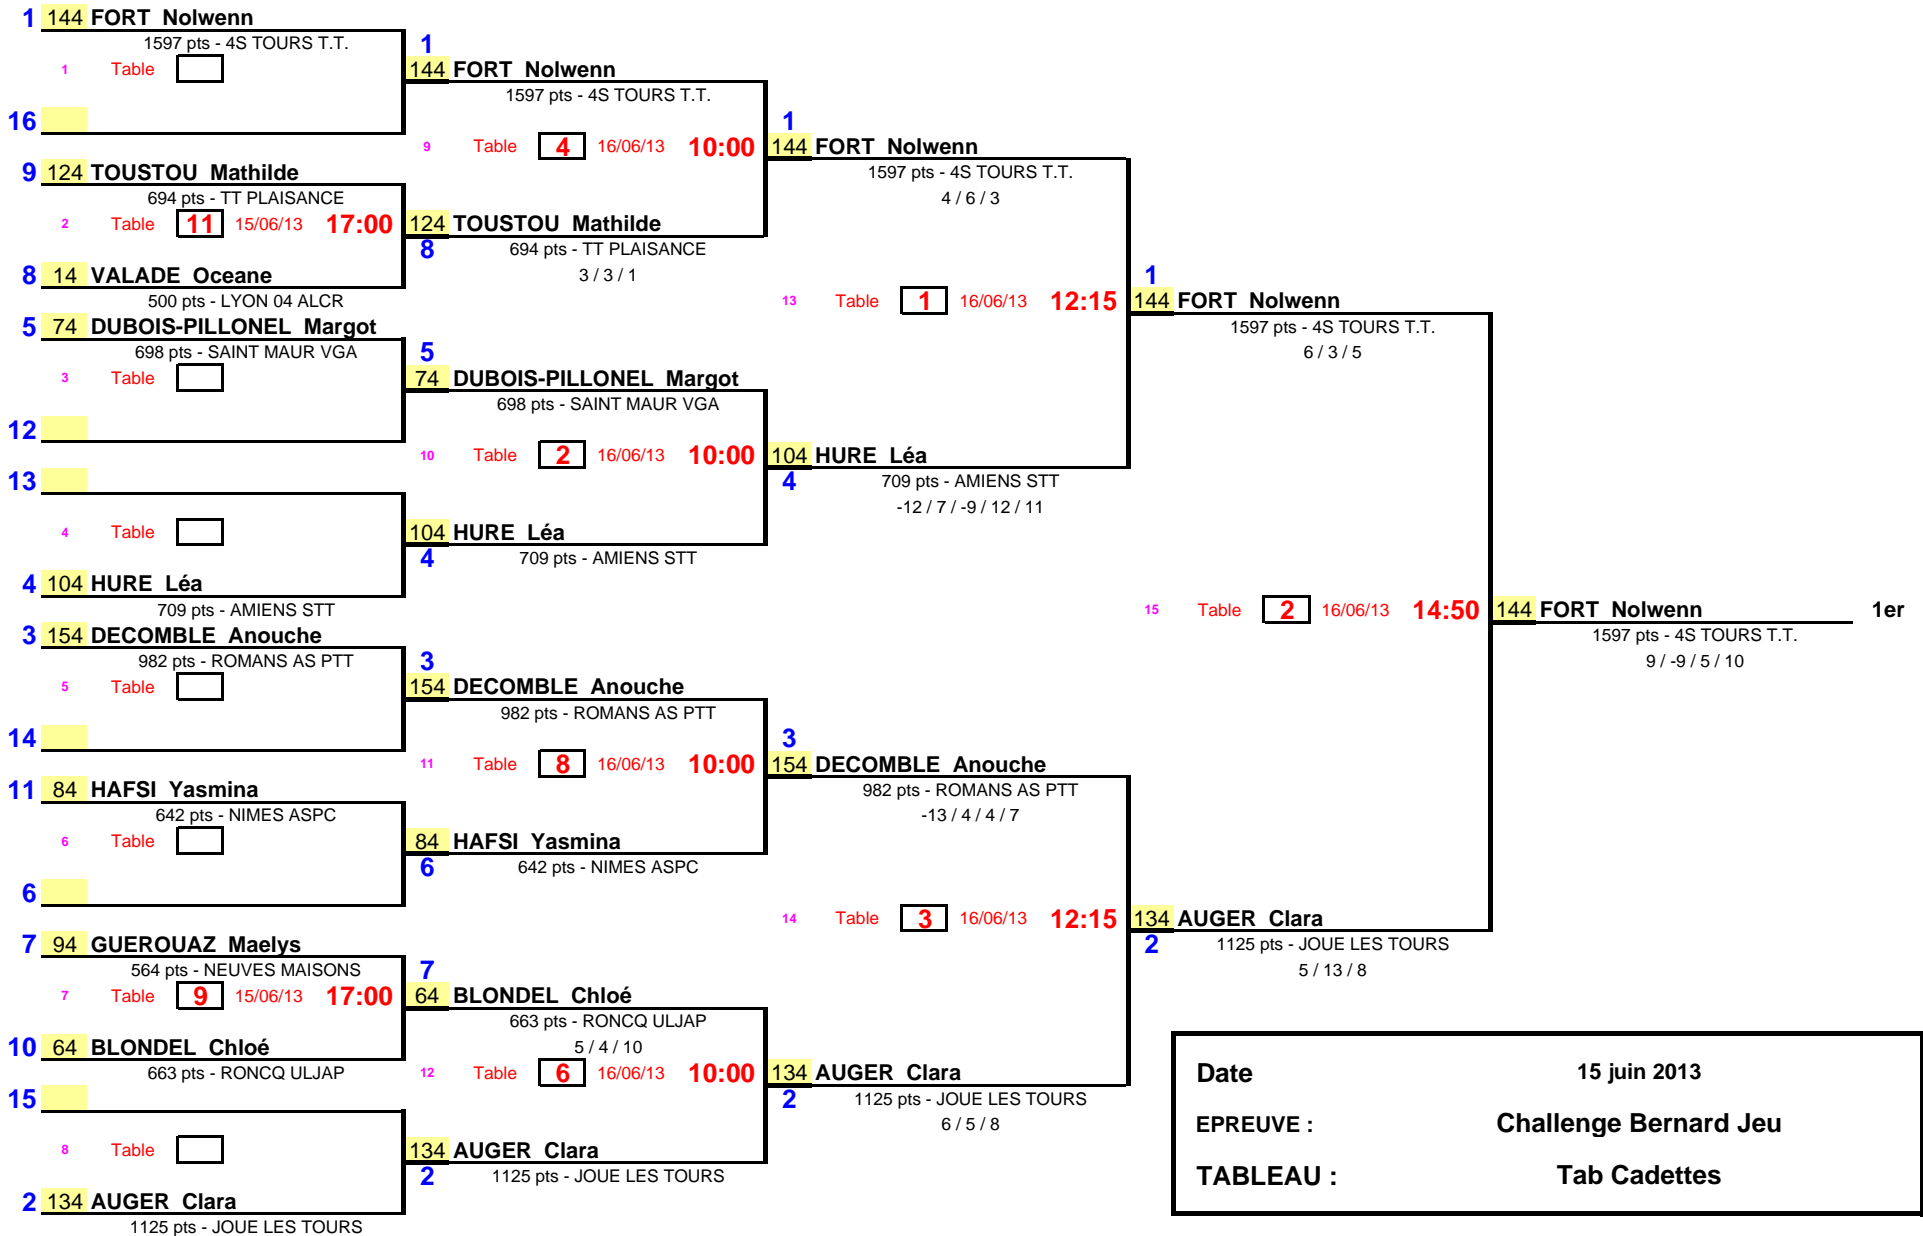 1 144 FORT Nolwenn
1597 pts - 4S TOURS T.T.
1 Table
16
9 124 TOUSTOU Mathilde
694 pts - TT PLAISANCE
2 Table 11 15/06/13 17:00
8 14 VALADE Oceane
500 pts - LYON 04 ALCR
5 74 DUBOIS-PILLONEL Margot
698 pts - SAINT MAUR VGA
3 Table
12
13
4 Table
4 104 HURE Léa
709 pts - AMIENS STT
3 154 DECOMBLE Anouche
982 pts - ROMANS AS PTT
5 Table
14
11 84 HAFSI Yasmina
642 pts - NIMES ASPC
6 Table
6
7 94 GUEROUAZ Maelys
564 pts - NEUVES MAISONS
7 Table 9 15/06/13 17:00
10 64 BLONDEL Chloé
663 pts - RONCQ ULJAP
15
8 Table
2 134 AUGER Clara
1125 pts - JOUE LES TOURS
1
144 FORT Nolwenn
1597 pts - 4S TOURS T.T.
9 Table 4 16/06/13 10:00
124 TOUSTOU Mathilde
8
694 pts - TT PLAISANCE
3 / 3 / 1
5
74 DUBOIS-PILLONEL Margot
698 pts - SAINT MAUR VGA
10 Table 2 16/06/13 10:00
104 HURE Léa
4
709 pts - AMIENS STT
3
154 DECOMBLE Anouche
982 pts - ROMANS AS PTT
11 Table 8 16/06/13 10:00
84 HAFSI Yasmina
6
642 pts - NIMES ASPC
7
64 BLONDEL Chloé
663 pts - RONCQ ULJAP
5 / 4 / 10
12 Table 6 16/06/13 10:00
134 AUGER Clara
2
1125 pts - JOUE LES TOURS
1
144 FORT Nolwenn
1597 pts - 4S TOURS T.T.
4 / 6 / 3
13 Table 1 16/06/13 12:15
104 HURE Léa
4
709 pts - AMIENS STT
-12 / 7 / -9 / 12 / 11
3
154 DECOMBLE Anouche
982 pts - ROMANS AS PTT
-13 / 4 / 4 / 7
14 Table 3 16/06/13 12:15
134 AUGER Clara
2
1125 pts - JOUE LES TOURS
6 / 5 / 8
1
144 FORT Nolwenn
1597 pts - 4S TOURS T.T.
6 / 3 / 5
15 Table 2 16/06/13 14:50
134 AUGER Clara
2
1125 pts - JOUE LES TOURS
5 / 13 / 8
144 FORT Nolwenn 1er
1597 pts - 4S TOURS T.T.
9 / -9 / 5 / 10
Date 15 juin 2013
EPREUVE : Challenge Bernard Jeu
TABLEAU : Tab Cadettes